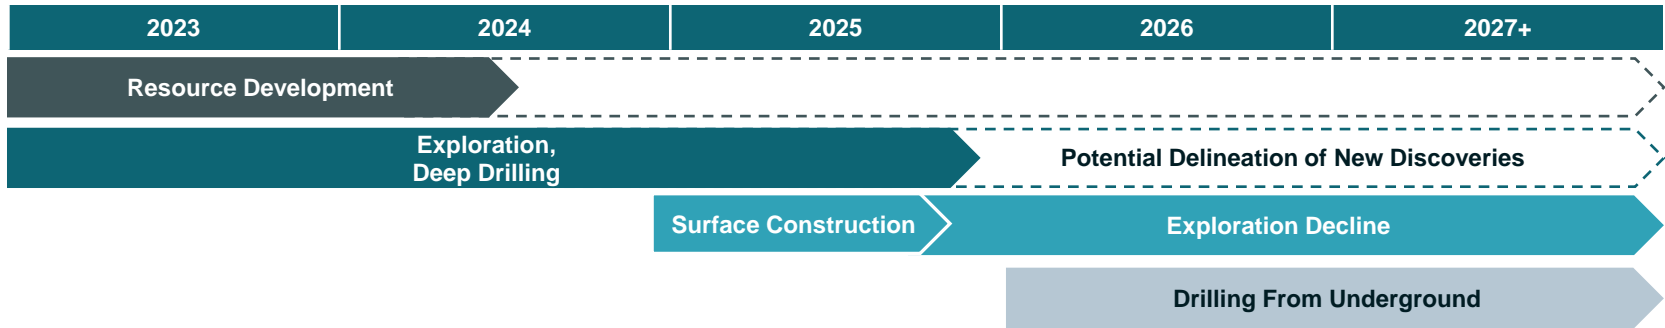 2023 2024 2025 2026 2027+
Resource Development
Exploration,
Deep Drilling
Potential Delineation of New Discoveries
Surface Construction
Exploration Decline
Drilling From Underground